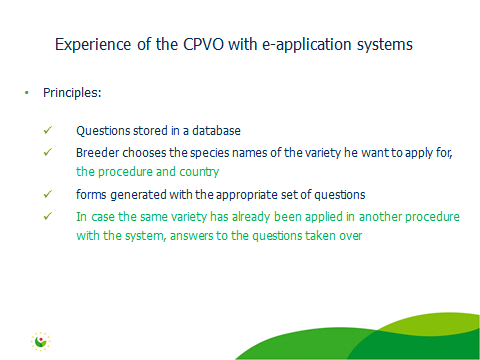 Experience of the CPVO with e-application systems
• Principles:
✓ Questions stored in a database
✓ Breeder chooses the species names of the variety he want to apply for,
the procedure and country
✓ forms generated with the appropriate set of questions
✓ In case the same variety has already been applied in another procedure
with the system, answers to the questions taken over